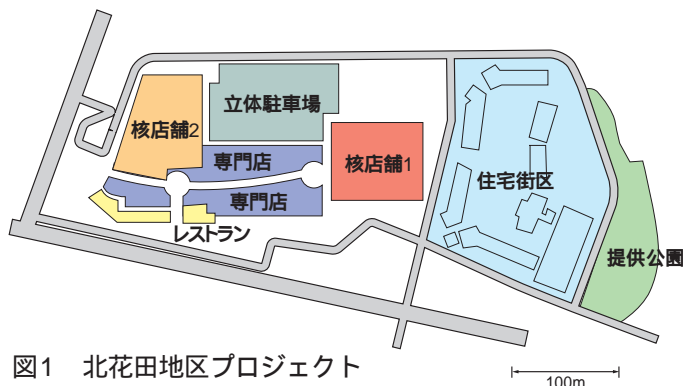 立体駐車場
核店舗2
専門店
核店舗1
専門店
住宅街区
レストラン
提供公園
図1 北花田地区プロジェクト
100m